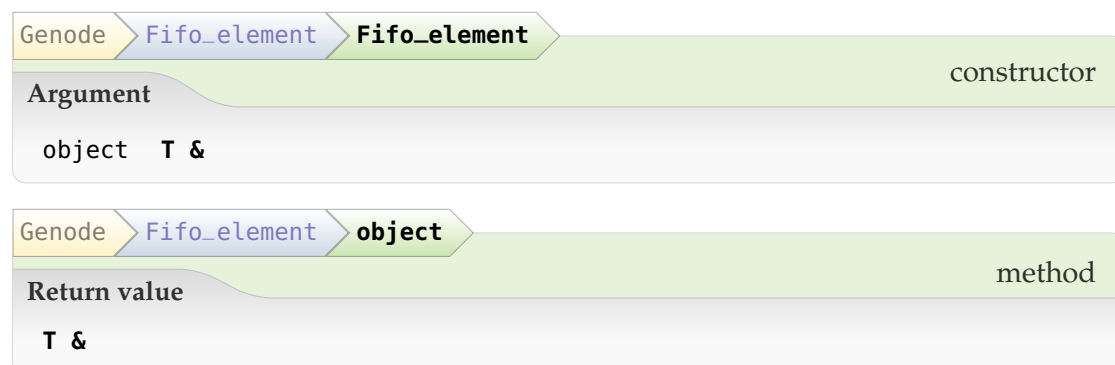 Genode Fifo_element Fifo_element
constructor
Argument
object T &
Genode Fifo_element object
method
Return value
T &